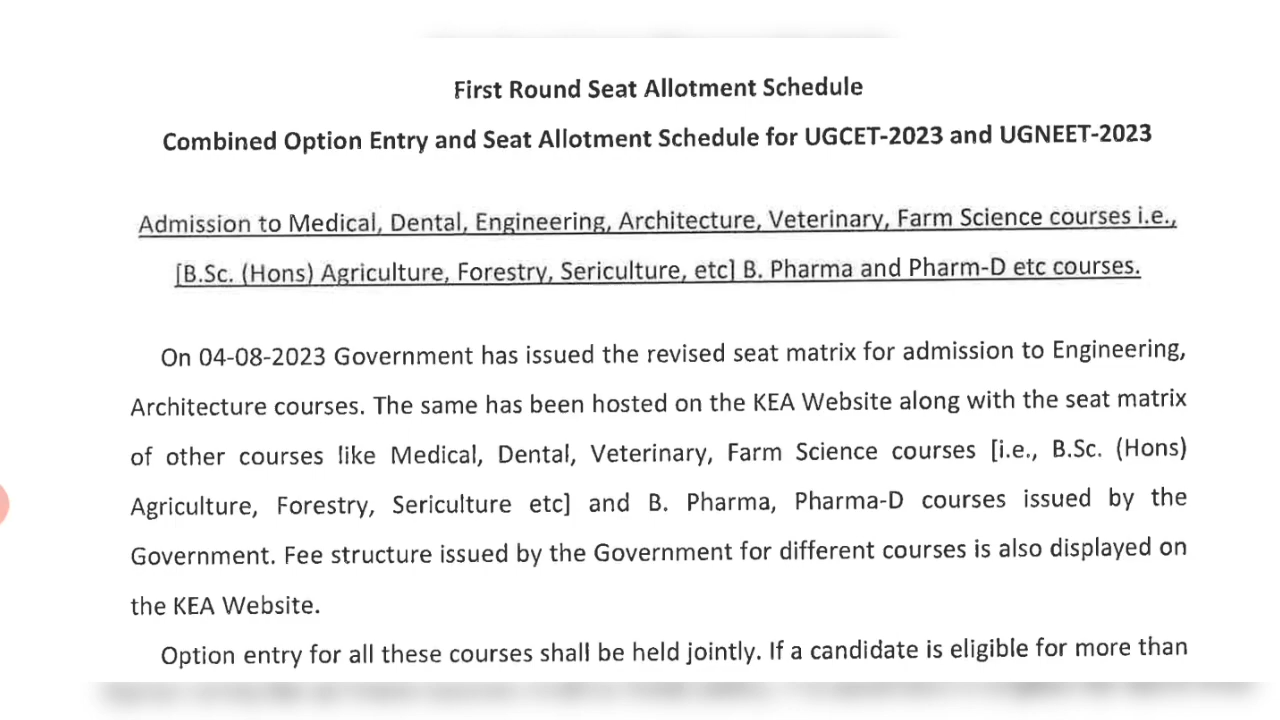 First Round Seat Allotment Schedule
Combined Option Entry and Seat Allotment Schedule for UGCET-2023 and UGNEET-2023
Admission to Medical, Dental, Engineering, Architecture, Veterinary, Farm Science courses i.e.,
[B.Sc. (Hons) Agriculture, Forestry, Sericulture, etc] B. Pharma and Pharm-D etc courses.
On 04-08-2023 Government has issued the revised seat matrix for admission to Engineering,
Architecture courses. The same has been hosted on the KEA Website along with the seat matrix
of other courses like Medical, Dental, Veterinary, Farm Science courses [i.e., B.Sc. (Hons)
Agriculture, Forestry, Sericulture etc] and B. Pharma, Pharma-D courses issued by the
Government. Fee structure issued by the Government for different courses is also displayed on
the KEA Website.
Option entry for all these courses shall be held jointly. If a candidate is eligible for more than